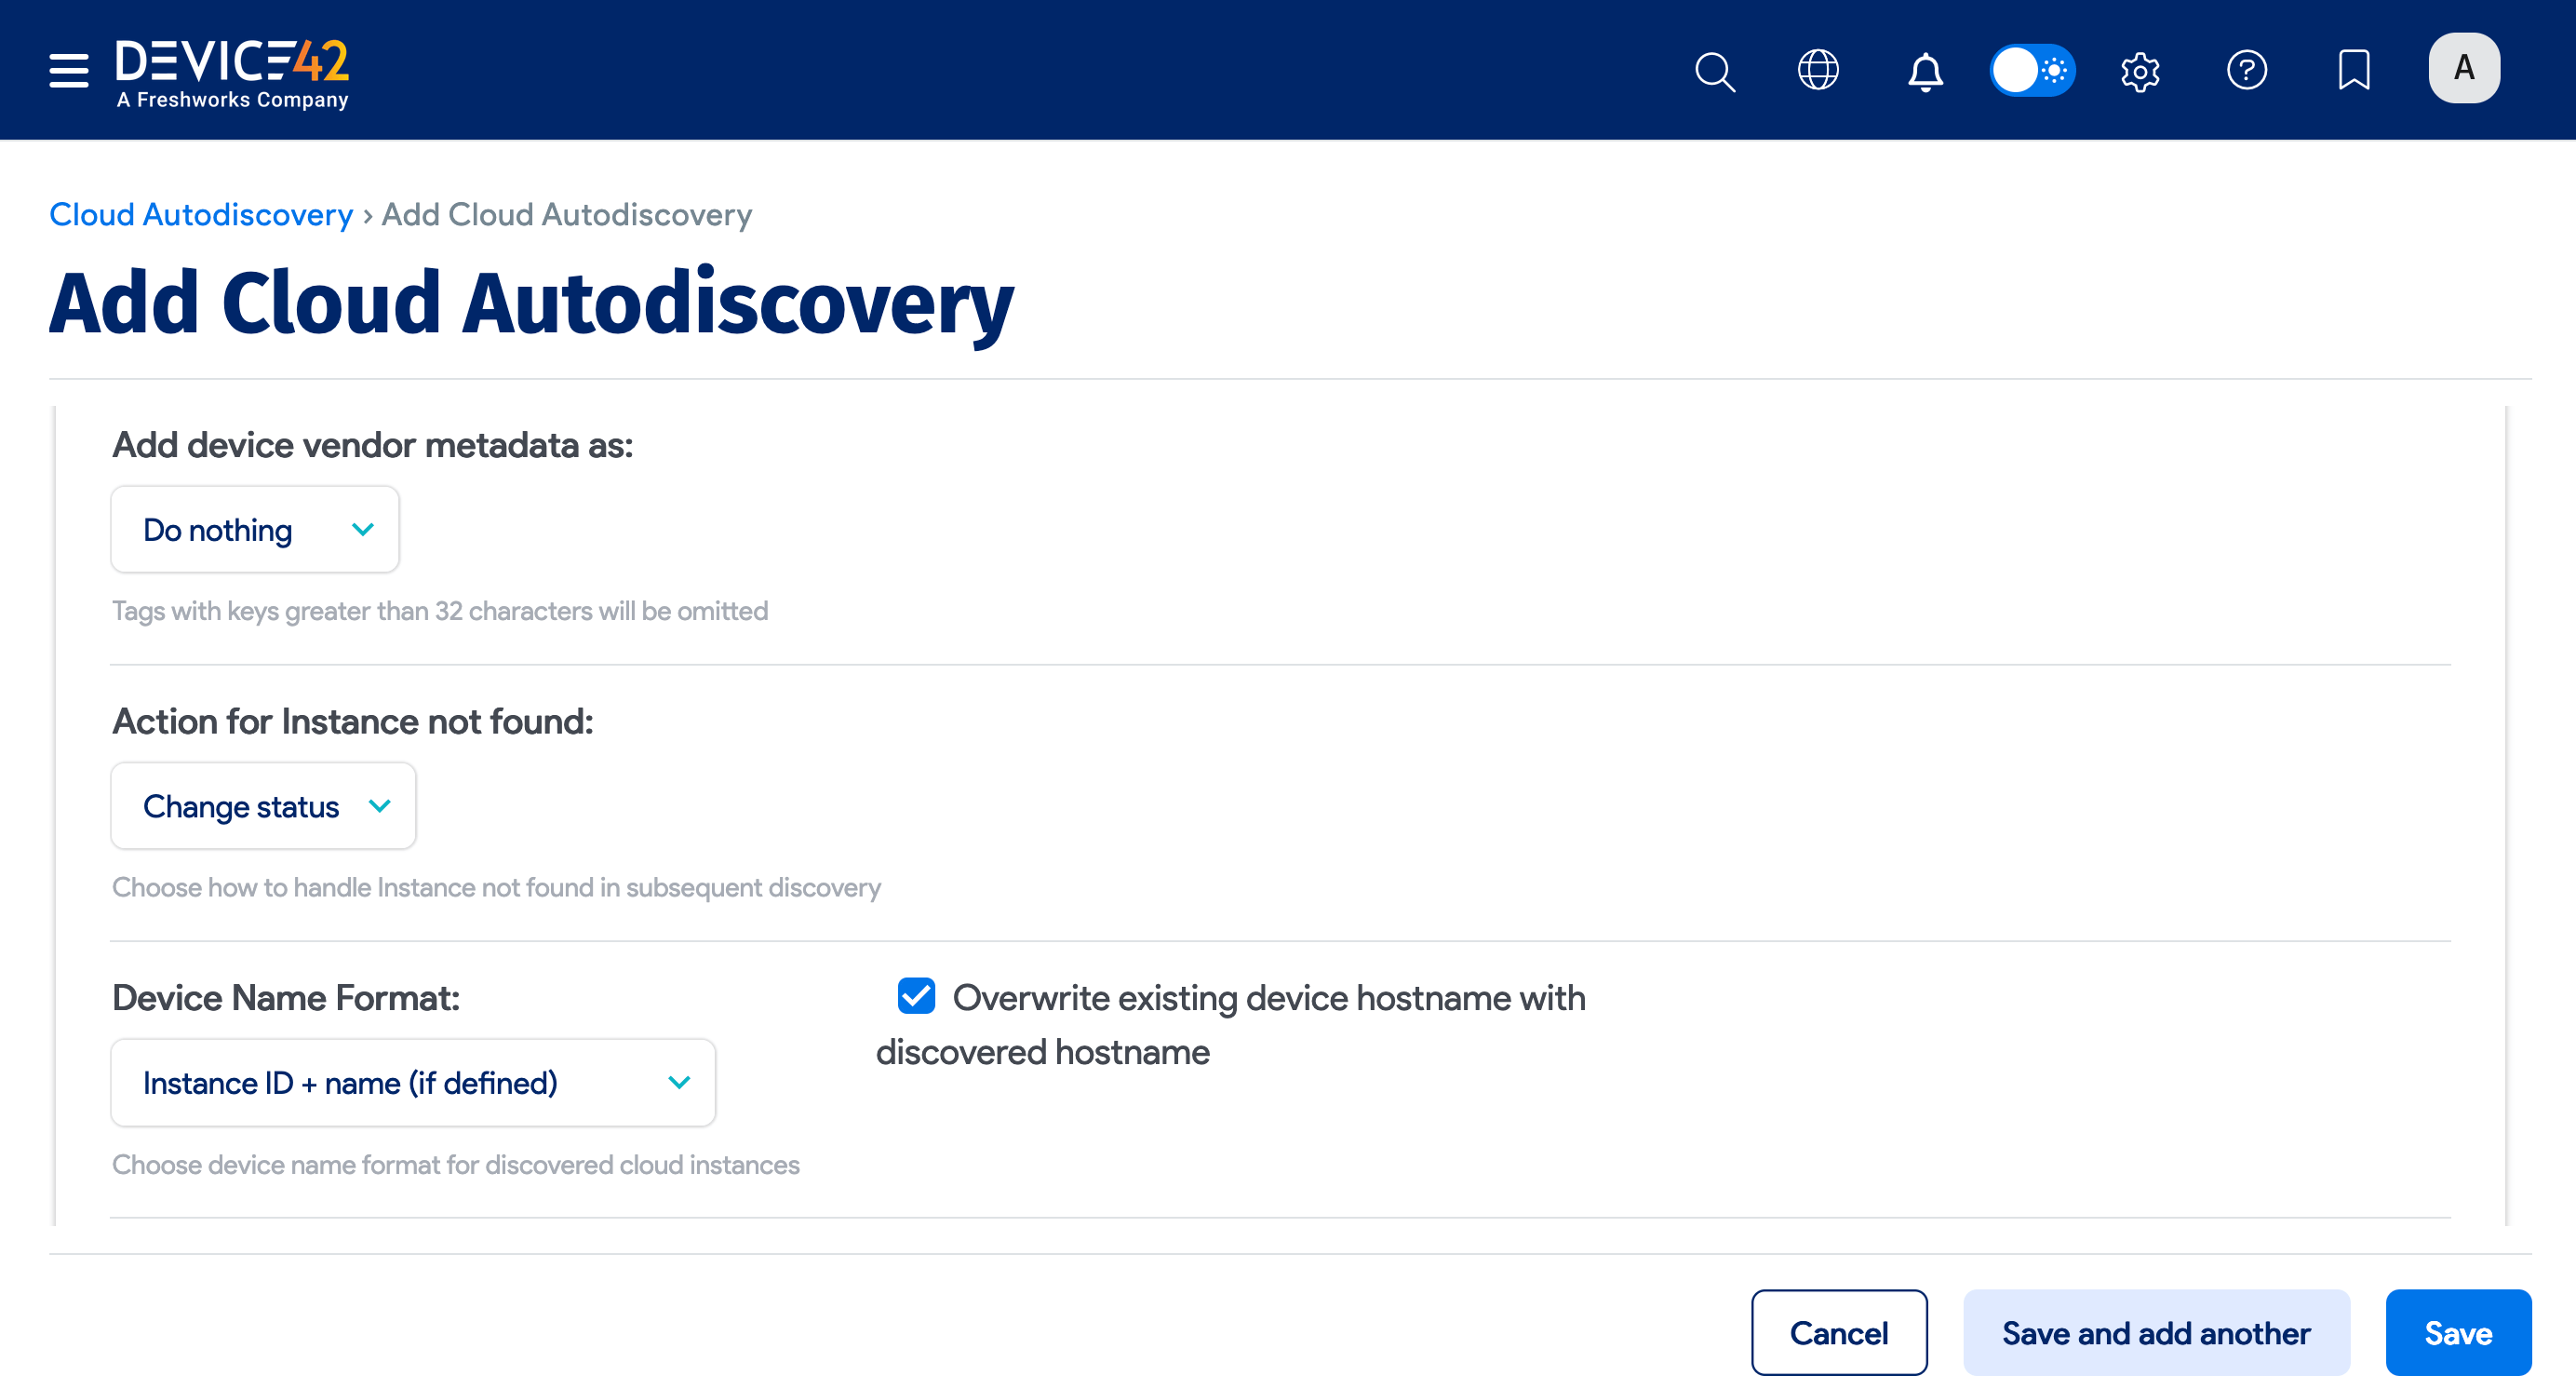 DEVICE42
A Freshworks Company
A
Cloud Autodiscovery › Add Cloud Autodiscovery
Add Cloud Autodiscovery
Add device vendor metadata as:
Do nothing
Tags with keys greater than 32 characters will be omitted
Action for Instance not found:
Change status
Choose how to handle Instance not found in subsequent discovery
Device Name Format:
Instance ID + name (if defined)
Choose device name format for discovered cloud instances
Overwrite existing device hostname with
discovered hostname
Cancel
Save and add another
Save